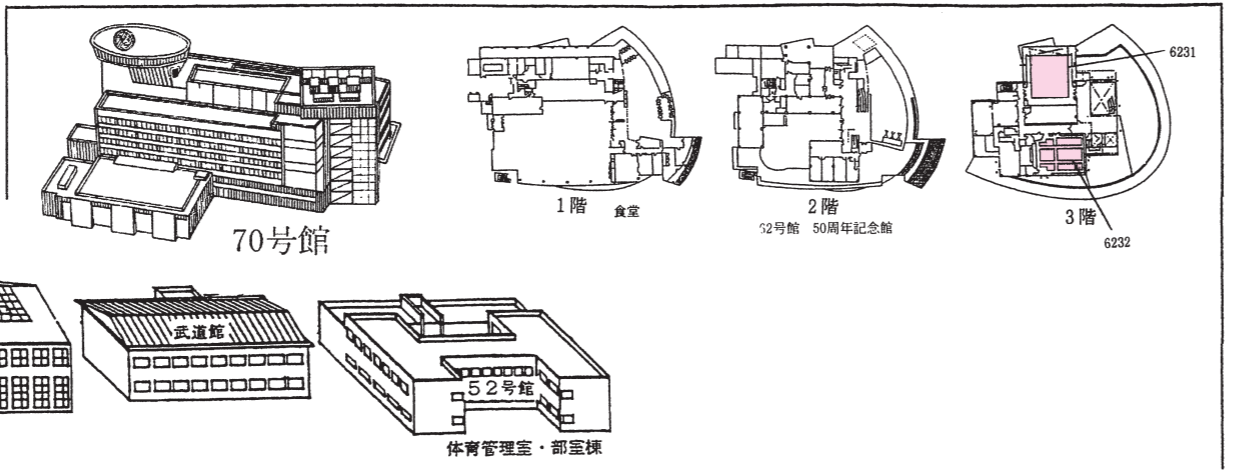 6231
70号館
1階 食堂
2階
62号館 50周年記念館
3階
6232
武道館
52号館
体育管理室・部室棟